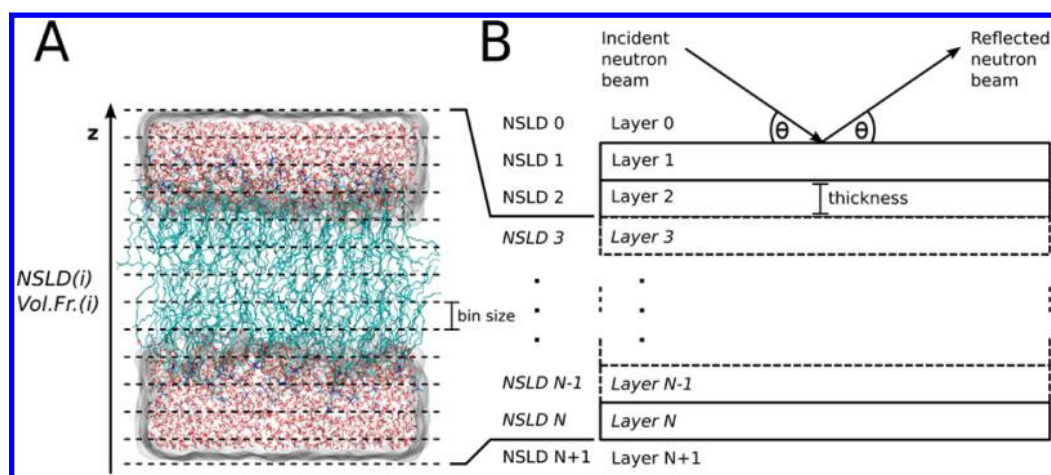 A
z
NSLD(i)
Vol.Fr.(i)
bin size
B
Incident
neutron
beam
Reflected
neutron
beam
θ
θ
NSLD 0 Layer 0
NSLD 1 Layer 1
NSLD 2 Layer 2
thickness
NSLD 3 Layer 3
NSLD N-1 Layer N-1
NSLD N Layer N
NSLD N+1 Layer N+1